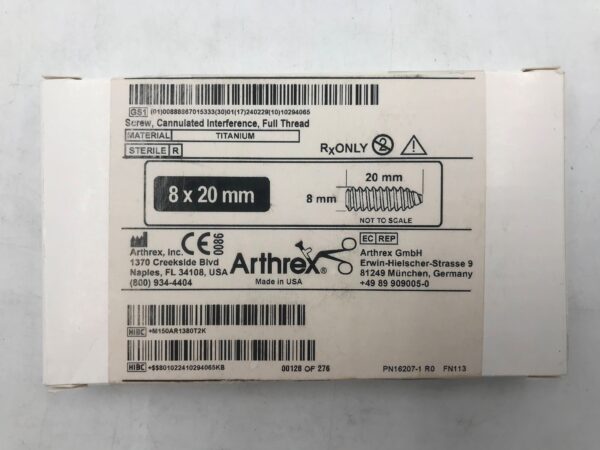 GS1 (01)00888867015333(30)01(17)240229(10)10294065
Screw, Cannulated Interference, Full Thread
MATERIAL TITANIUM
STERILE R
RxONLY
8 x 20 mm
20 mm
8 mm
NOT TO SCALE
Arthrex, Inc.
1370 Creekside Blvd
Naples, FL 34108, USA
(800) 934-4404
CE 0086
Arthrex®
Made in USA
EC REP
Arthrex GmbH
Erwin-Hielscher-Strasse 9
81249 München, Germany
+49 89 909005-0
HIBC +M150AR1380T2K
HIBC +$$801022410294065KB 00128 OF 276 PN16207-1 R0 FN113